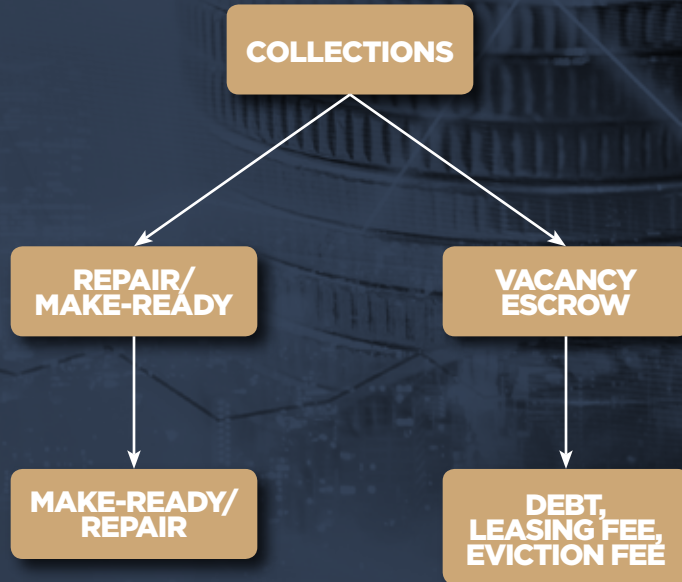 COLLECTIONS
REPAIR/
MAKE-READY
VACANCY
ESCROW
MAKE-READY/
REPAIR
DEBT,
LEASING FEE,
EVICTION FEE